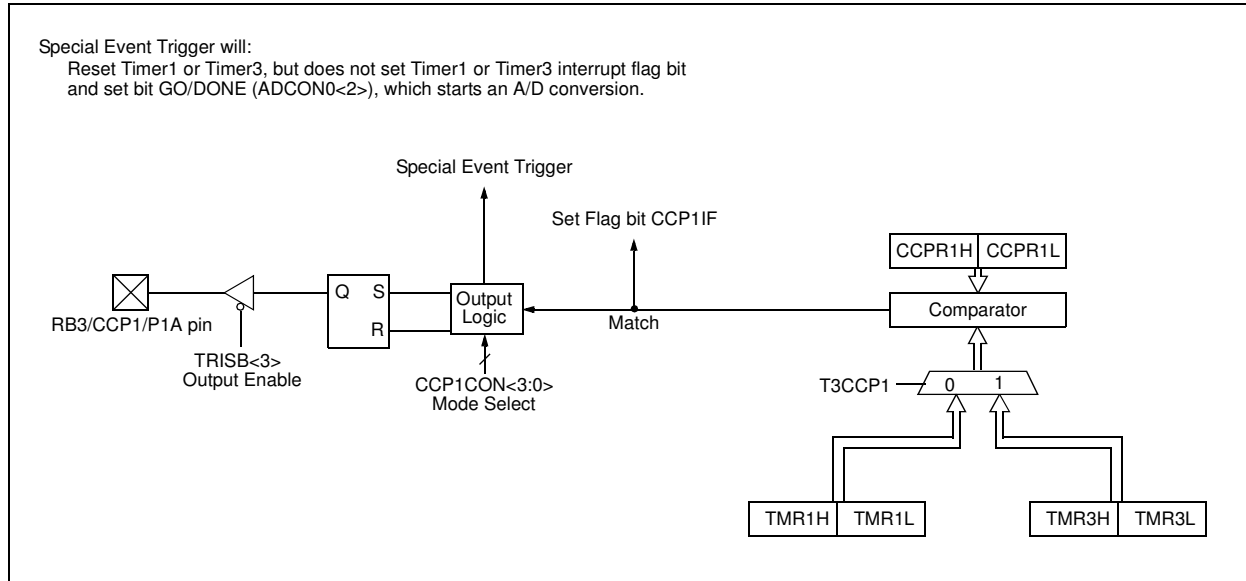 Special Event Trigger will:
Reset Timer1 or Timer3, but does not set Timer1 or Timer3 interrupt flag bit
and set bit GO/DONE (ADCON0<2>), which starts an A/D conversion.
Special Event Trigger
Set Flag bit CCP1IF
CCPR1H CCPR1L
Q S
R
Output
Logic
Comparator
RB3/CCP1/P1A pin
Match
TRISB<3>
Output Enable
CCP1CON<3:0>
Mode Select
T3CCP1
0 1
TMR1H TMR1L
TMR3H TMR3L